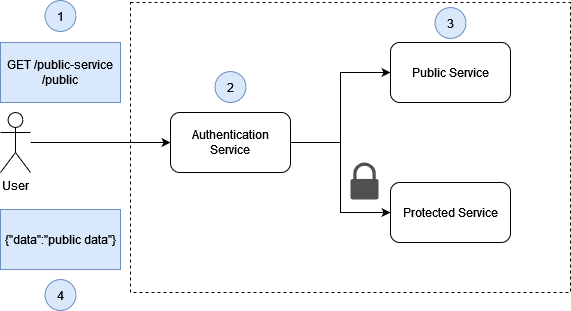 1
GET /public-service
/public
User
{"data":"public data"}
4
2
Authentication
Service
3
Public Service
Protected Service